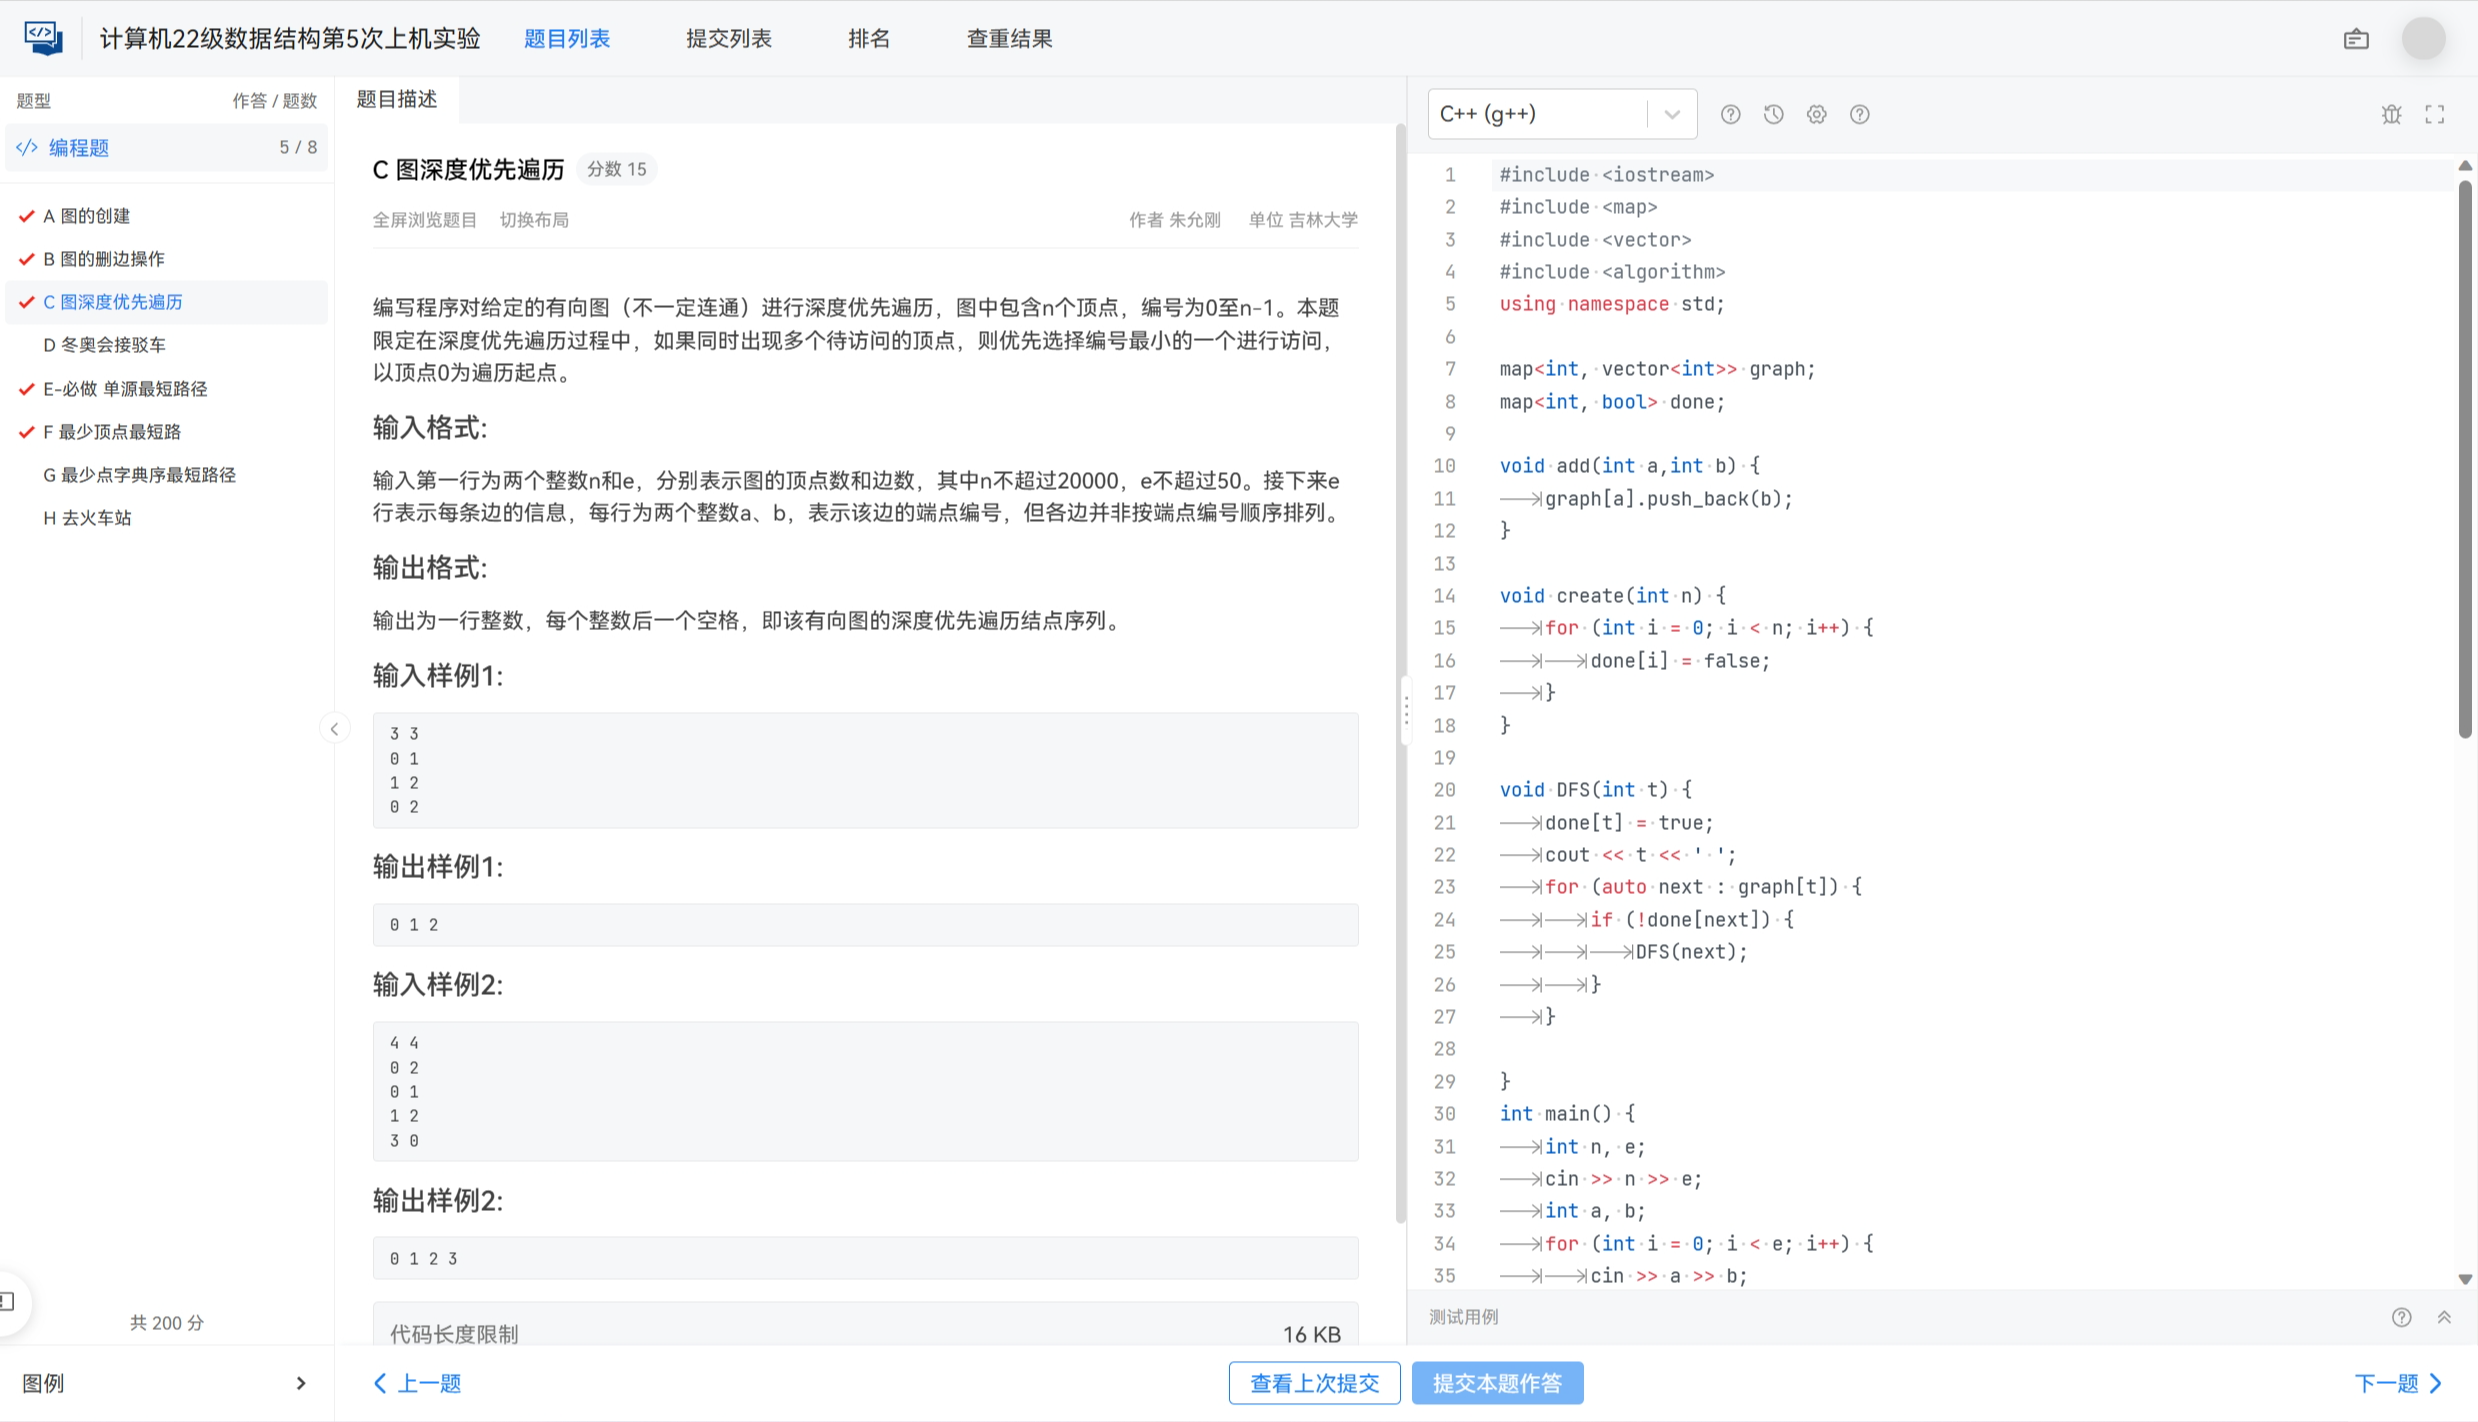 计算机22级数据结构第5次上机实验
题目列表
提交列表
排名
查重结果
题型
作答 / 题数
</> 编程题
5 / 8
A 图的创建
B 图的删边操作
C 图深度优先遍历
D 冬奥会接驳车
E-必做 单源最短路径
F 最少顶点最短路
G 最少点字典序最短路径
H 去火车站
共 200 分
图例
题目描述
C 图深度优先遍历
分数 15
全屏浏览题目
切换布局
作者 朱允刚
单位 吉林大学
编写程序对给定的有向图（不一定连通）进行深度优先遍历，图中包含n个顶点，编号为0至n-1。本题
限定在深度优先遍历过程中，如果同时出现多个待访问的顶点，则优先选择编号最小的一个进行访问，
以顶点0为遍历起点。
输入格式:
输入第一行为两个整数n和e，分别表示图的顶点数和边数，其中n不超过20000，e不超过50。接下来e
行表示每条边的信息，每行为两个整数a、b，表示该边的端点编号，但各边并非按端点编号顺序排列。
输出格式:
输出为一行整数，每个整数后一个空格，即该有向图的深度优先遍历结点序列。
输入样例1:
3 3
0 1
1 2
0 2
输出样例1:
0 1 2
输入样例2:
4 4
0 2
0 1
1 2
3 0
输出样例2:
0 1 2 3
代码长度限制
16 KB
上一题
查看上次提交
提交本题作答
下一题
C++ (g++)
1 #include <iostream>
2 #include <map>
3 #include <vector>
4 #include <algorithm>
5 using namespace std;
6
7 map<int, vector<int>> graph;
8 map<int, bool> done;
9
10 void add(int a,int b) {
11 graph[a].push_back(b);
12 }
13
14 void create(int n) {
15 for (int i = 0; i < n; i++) {
16 done[i] = false;
17 }
18 }
19
20 void DFS(int t) {
21 done[t] = true;
22 cout << t << ' ';
23 for (auto next : graph[t]) {
24 if (!done[next]) {
25 DFS(next);
26 }
27 }
28
29 }
30 int main() {
31 int n, e;
32 cin >> n >> e;
33 int a, b;
34 for (int i = 0; i < e; i++) {
35 cin >> a >> b;
测试用例